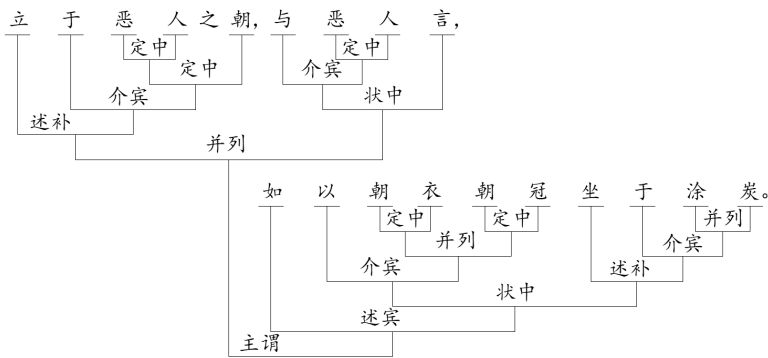 立于恶人之朝，与恶人言，
定中 定中
定中 介宾
介宾 状中
述补
并列
如以朝衣朝冠坐于涂炭。
定中 定中 并列
并列 介宾
介宾 述补
状中
述宾
主谓